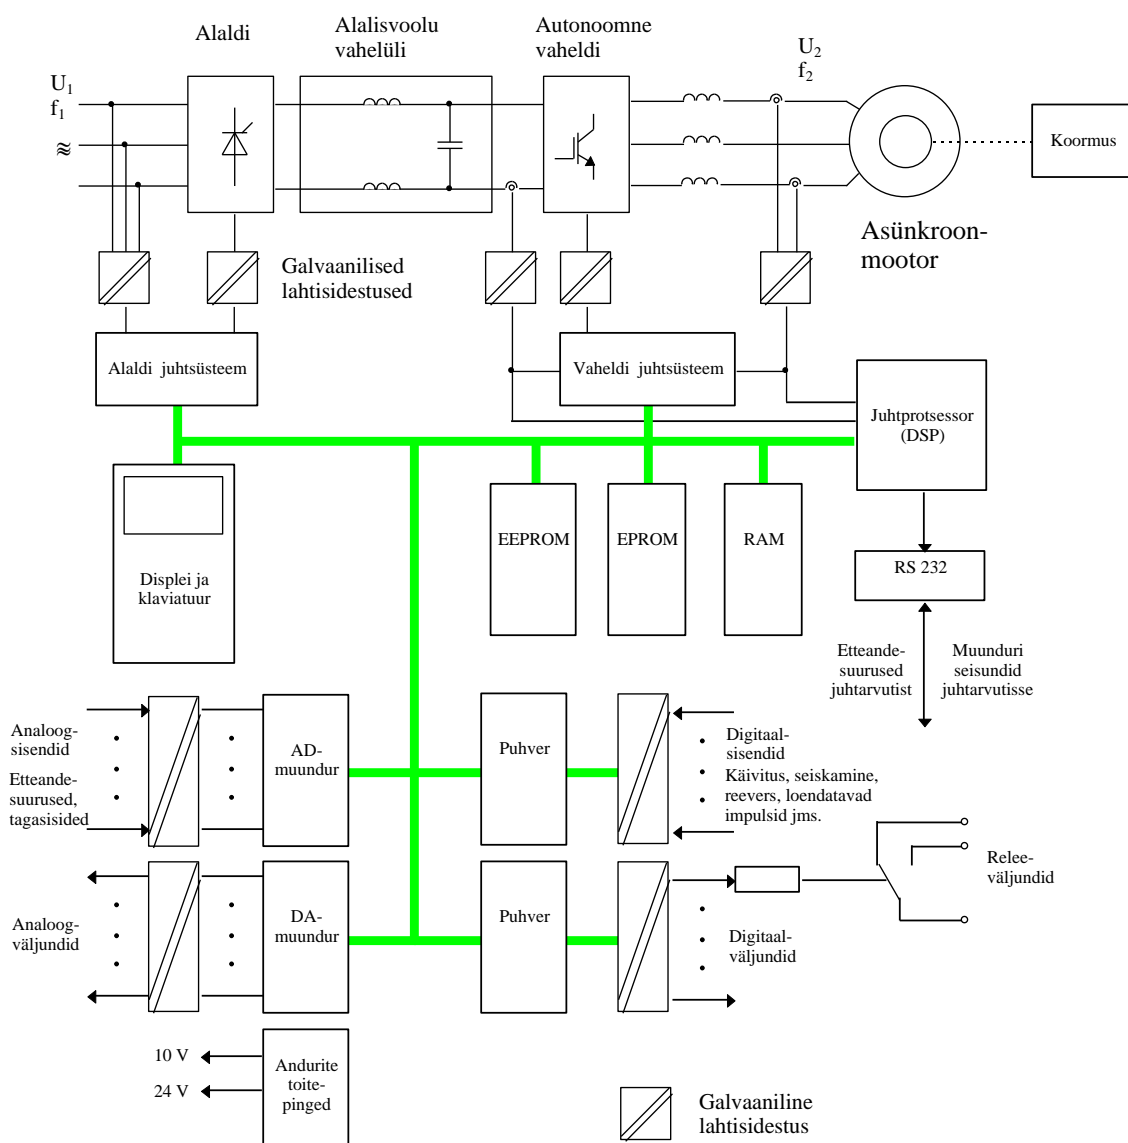 Alaldi
Alalisvoolu
vahelüli
Autonoomne
vaheldi
U2
f2
U1
f1
≈
Koormus
Asünkroon-
mootor
Galvaanilised
lahtisidestused
Alaldi juhtsüsteem
Vaheldi juhtsüsteem
Juhtprotsessor
(DSP)
EEPROM
EPROM
RAM
Displei ja
klaviatuur
RS 232
Etteande-
suurused
juhtarvutist
Muunduri
seisundid
juhtarvutisse
Analoog-
sisendid
Etteande-
suurused,
tagasisided
AD-
muundur
Puhver
Digitaal-
sisendid
Käivitus, seiskamine,
reevers, loendatavad
impulsid jms.
Releeväljundid
Analoog-
väljundid
DA-
muundur
Puhver
Digitaal-
väljundid
10 V
24 V
Andurite
toite-
pinged
Galvaaniline
lahtisidestus